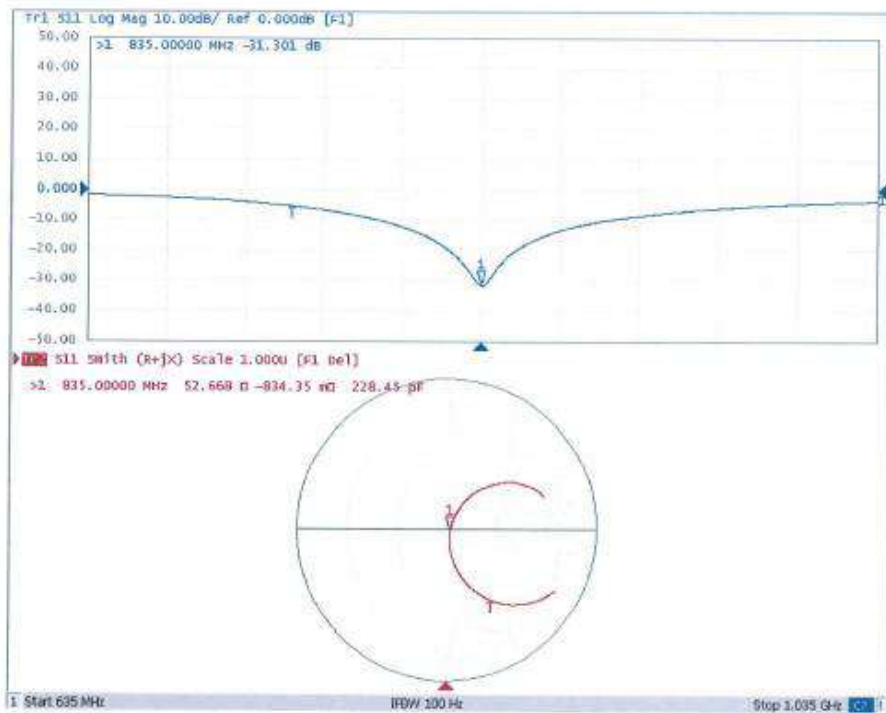 Tr1 S11 Log Mag 10.00dB/ Ref 0.000dB [F1]
50.00
>1 835.00000 MHz -31.301 dB
40.00
30.00
20.00
10.00
0.000
-10.00
-20.00
1
-30.00
-40.00
-50.00
S11 Smith (R+jX) Scale 1.000U [F1 Del]
>1 835.00000 MHz 52.668 Ω -834.35 mΩ 228.45 pF
1
1 Start 635 MHz IFBW 100 Hz Stop 1.035 GHz